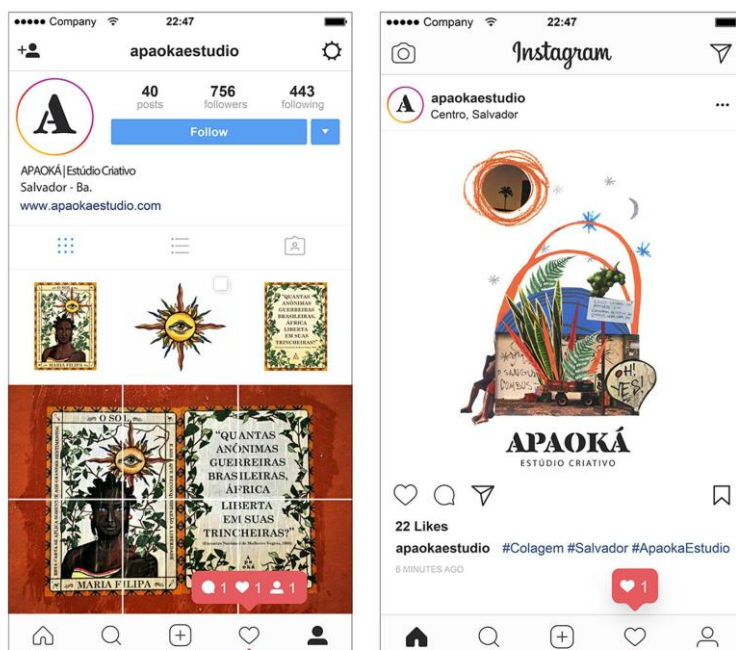 Company 22:47
apaokaestudio
40 756 443
posts followers following
Follow
A
APAOKÁ | Estúdio Criativo
Salvador - Ba.
www.apaokaestudio.com
O SOL
MARIA FILIPA
"QUANTAS
ANÔNIMAS
GUERREIRAS
BRASILEIRAS,
ÁFRICA
LIBERTA
EM SUAS
TRINCHEIRAS?"
O SOL
MARIA FILIPA
"QUANTAS
ANÔNIMAS
GUERREIRAS
BRASILEIRAS,
ÁFRICA
LIBERTA
EM SUAS
TRINCHEIRAS?"
apaoká
1 1 1
Company 22:47
Instagram
A
apaokaestudio
Centro, Salvador
OH!
YES!
APAOKÁ
ESTÚDIO CRIATIVO
22 Likes
apaokaestudio #Colagem #Salvador #ApaokaEstudio
6 MINUTES AGO
1